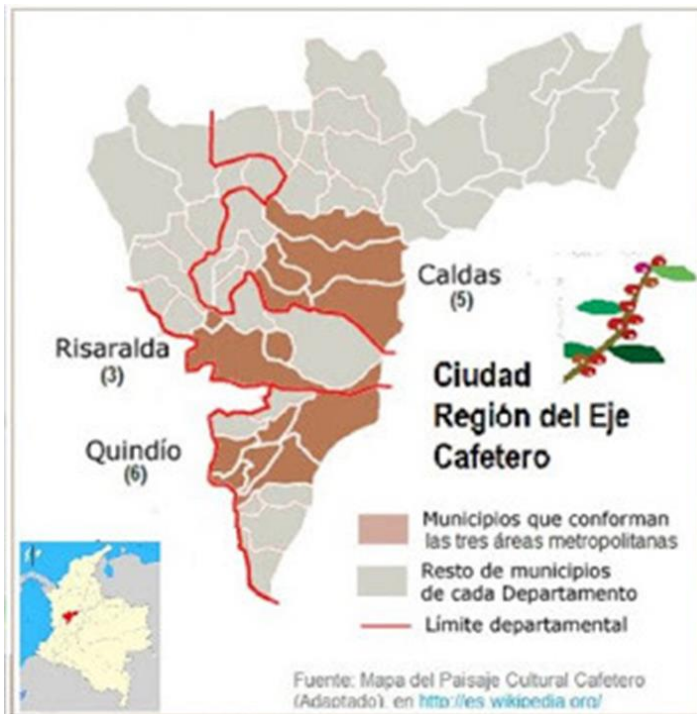 Caldas
(5)
Risaralda
(3)
Ciudad
Región del Eje
Cafetero
Quindío
(6)
Municipios que conforman
las tres áreas metropolitanas
Resto de municipios
de cada Departamento
Límite departamental
Fuente: Mapa del Paisaje Cultural Cafetero
(Adaptado), en http://es.wikipedia.org/